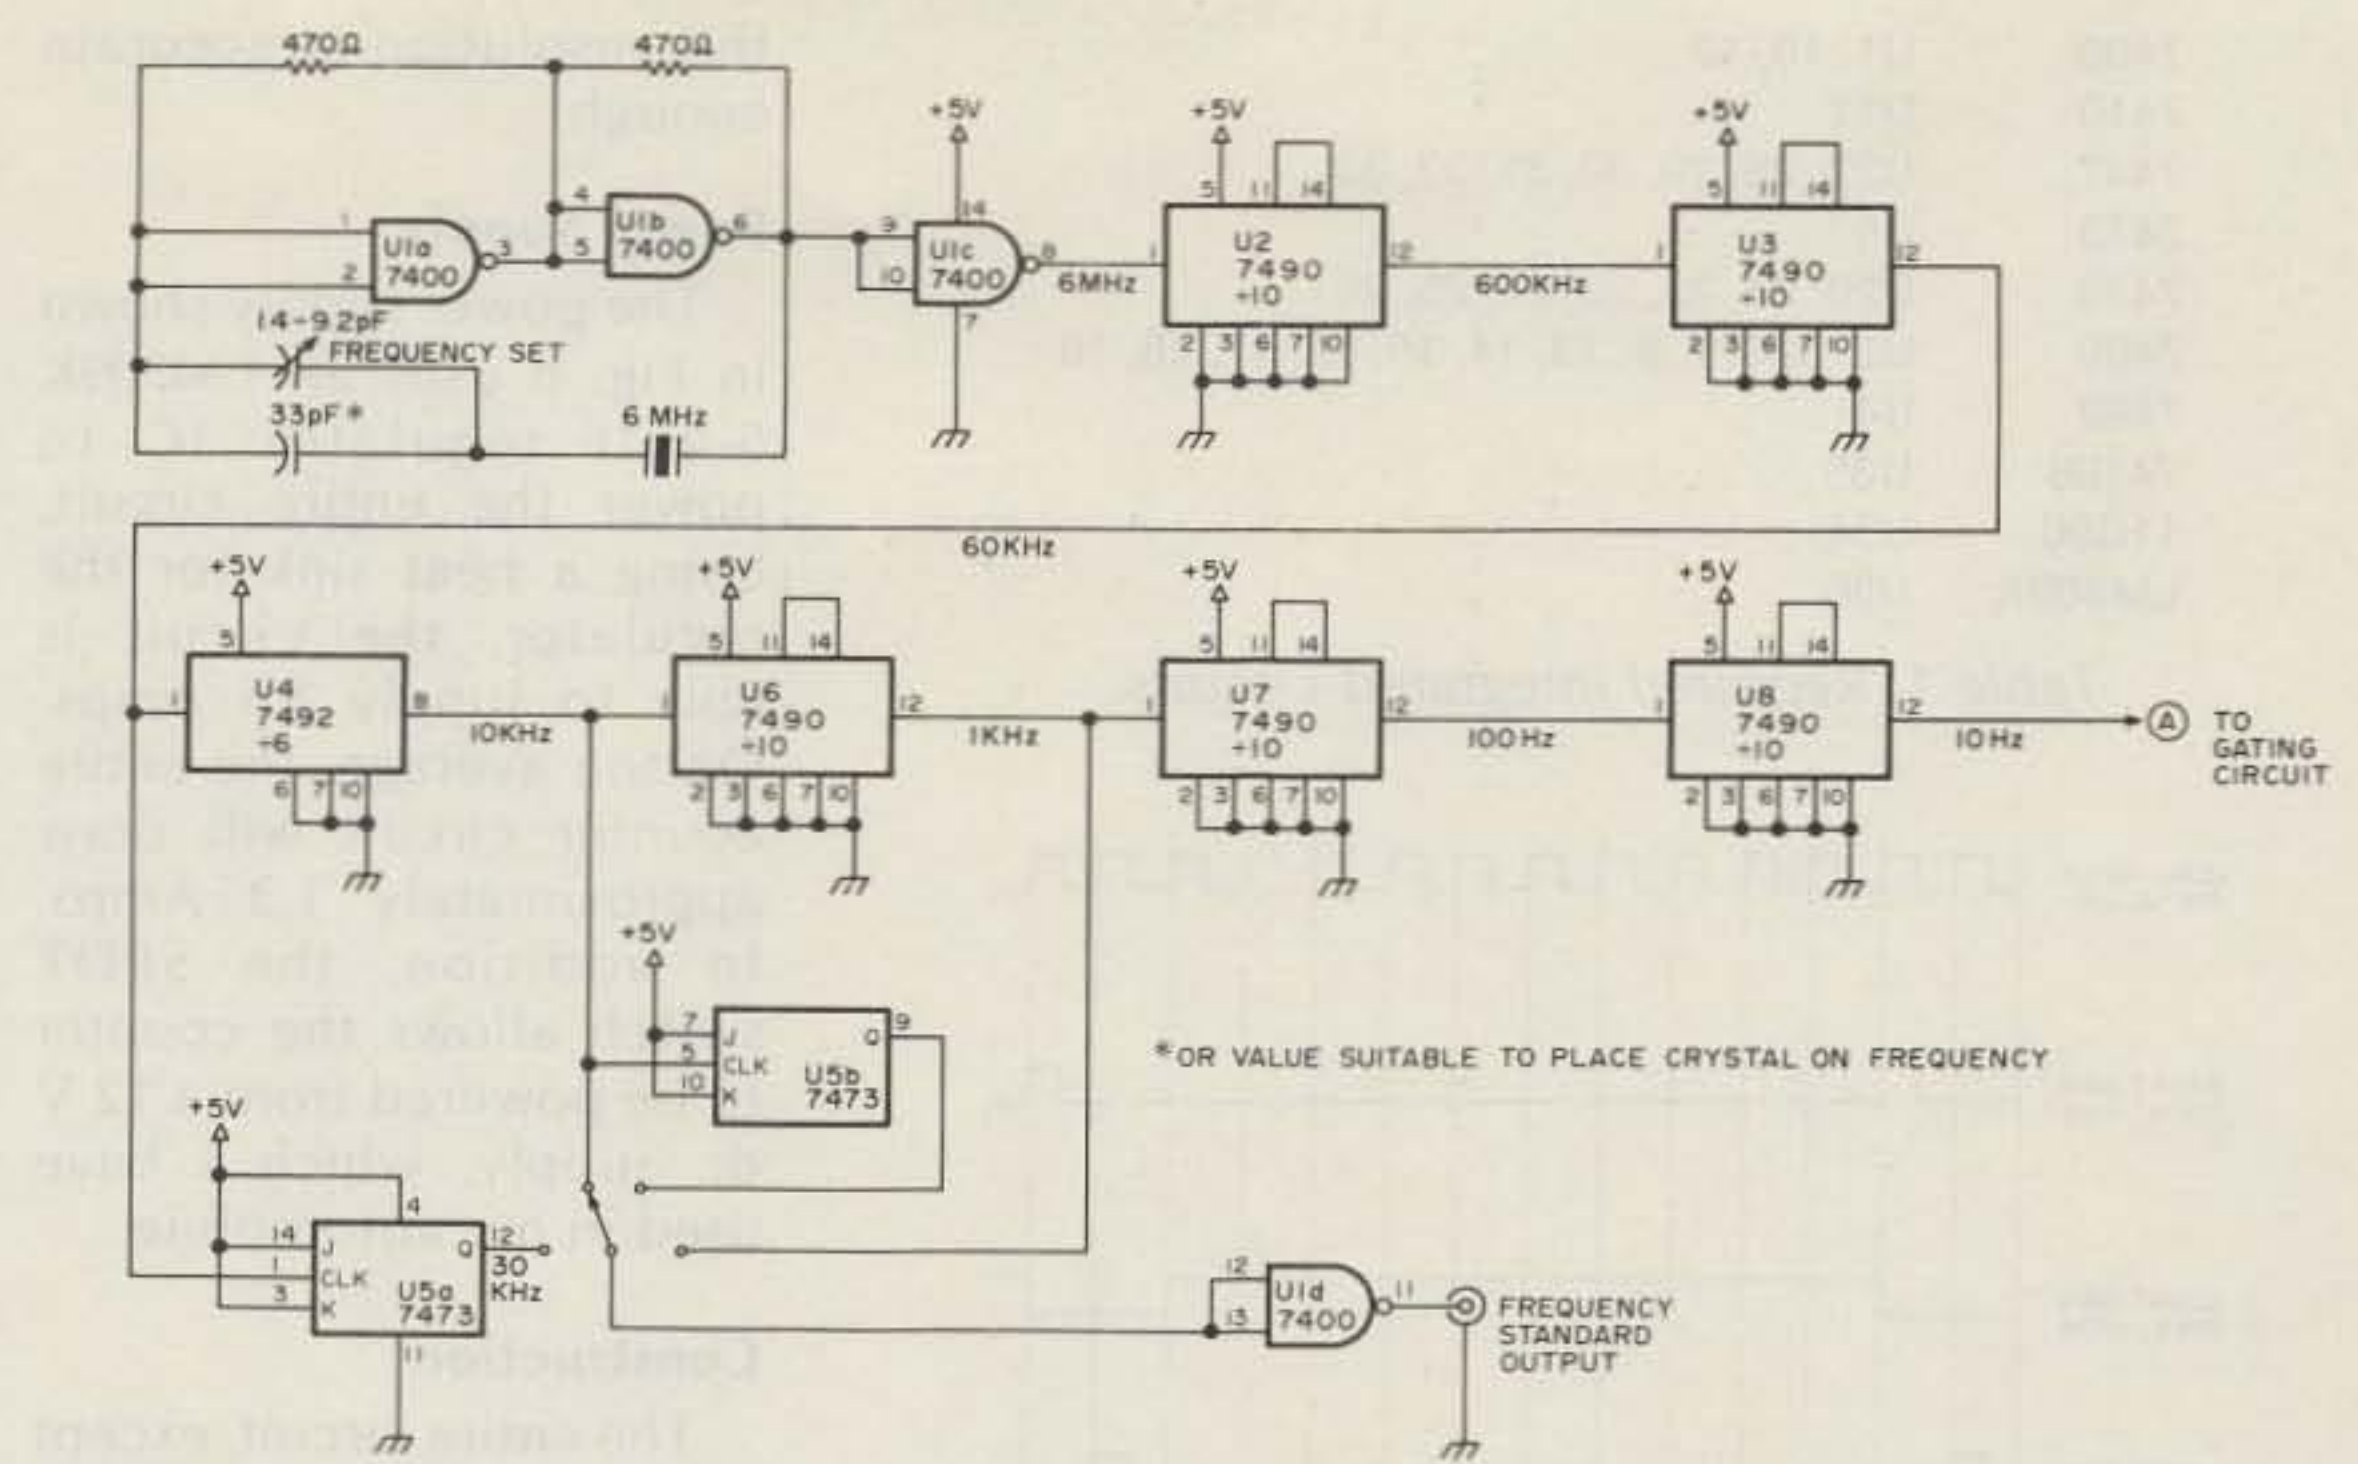 470Ω
470Ω
+5V
+5V
+5V
1
2
U1a
7400
3
4
5
U1b
7400
6
9
10
U1c
7400
14
7
8
6MHz
1
5
11
14
U2
7490
÷10
2
3
6
7
10
12
600KHz
1
5
11
14
U3
7490
÷10
2
3
6
7
10
12
1.4-9.2pF
FREQUENCY SET
33pF*
6 MHz
60KHz
+5V
+5V
+5V
+5V
1
5
U4
7492
÷6
6
7
10
8
10KHz
1
5
11
14
U6
7490
÷10
2
3
6
7
10
12
1KHz
1
5
11
14
U7
7490
÷10
2
3
6
7
10
12
100Hz
1
5
11
14
U8
7490
÷10
2
3
6
7
10
12
10Hz
A
TO
GATING
CIRCUIT
+5V
7
5
10
J
CLK
K
Q
U5b
7473
9
*OR VALUE SUITABLE TO PLACE CRYSTAL ON FREQUENCY
+5V
4
14
1
3
J
CLK
K
Q
U5a
7473
12
30
KHz
11
12
13
U1d
7400
11
FREQUENCY
STANDARD
OUTPUT